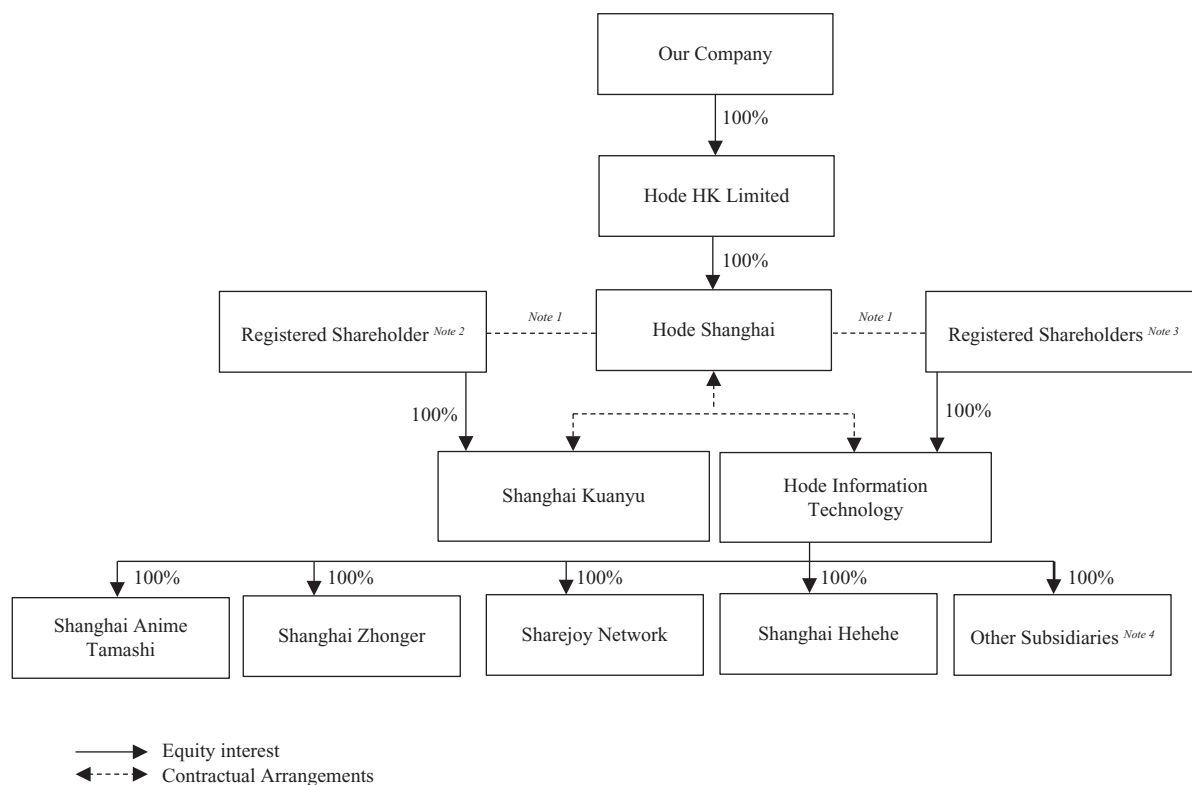 Our Company
100%
Hode HK Limited
100%
Registered Shareholder Note 2
Note 1
Hode Shanghai
Note 1
Registered Shareholders Note 3
100%
100%
Shanghai Kuanyu
Hode Information
Technology
100%
100%
100%
100%
100%
Shanghai Anime
Tamashi
Shanghai Zhonger
Sharejoy Network
Shanghai Hehehe
Other Subsidiaries Note 4
Equity interest
Contractual Arrangements